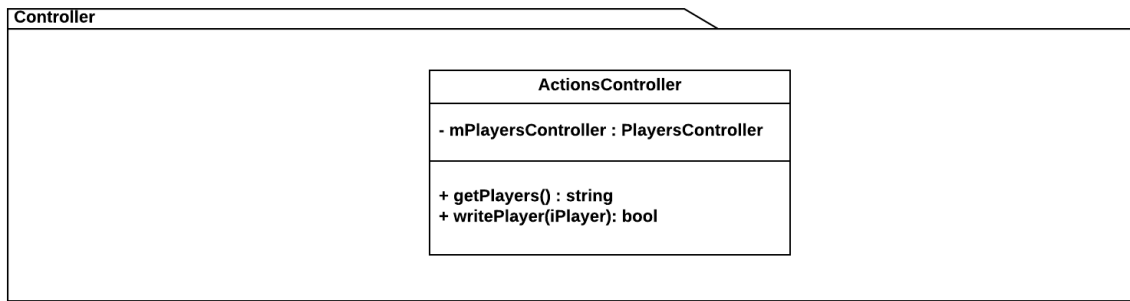 Controller
ActionsController
- mPlayersController : PlayersController
+ getPlayers() : string
+ writePlayer(iPlayer): bool